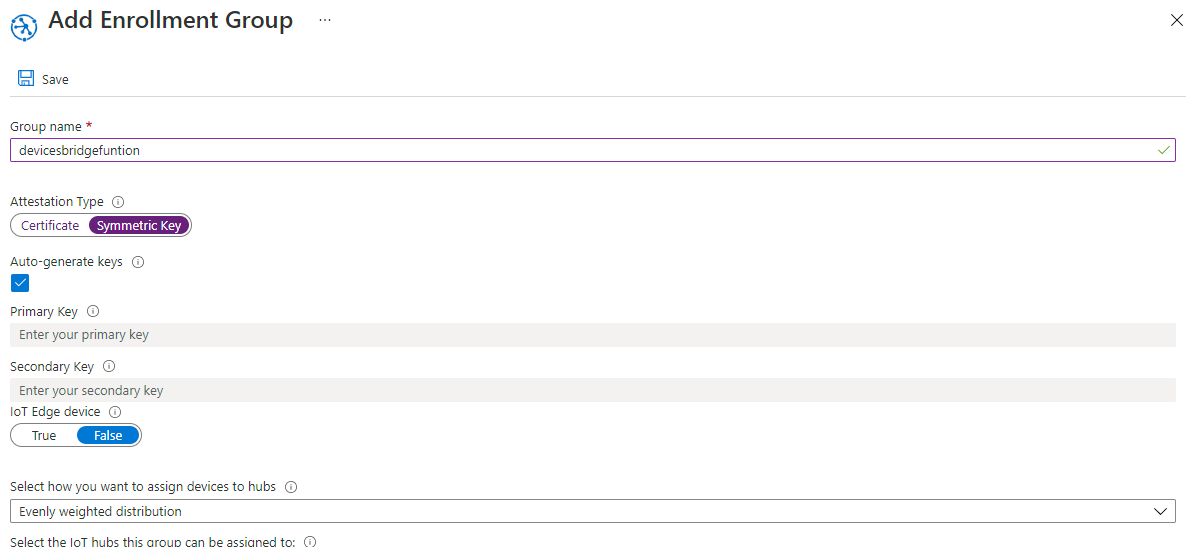 Add Enrollment Group ...
Save
Group name *
devicesbridgefuntion
Attestation Type
Certificate Symmetric Key
Auto-generate keys
Primary Key
Enter your primary key
Secondary Key
Enter your secondary key
IoT Edge device
True False
Select how you want to assign devices to hubs
Evenly weighted distribution
Select the IoT hubs this group can be assigned to: